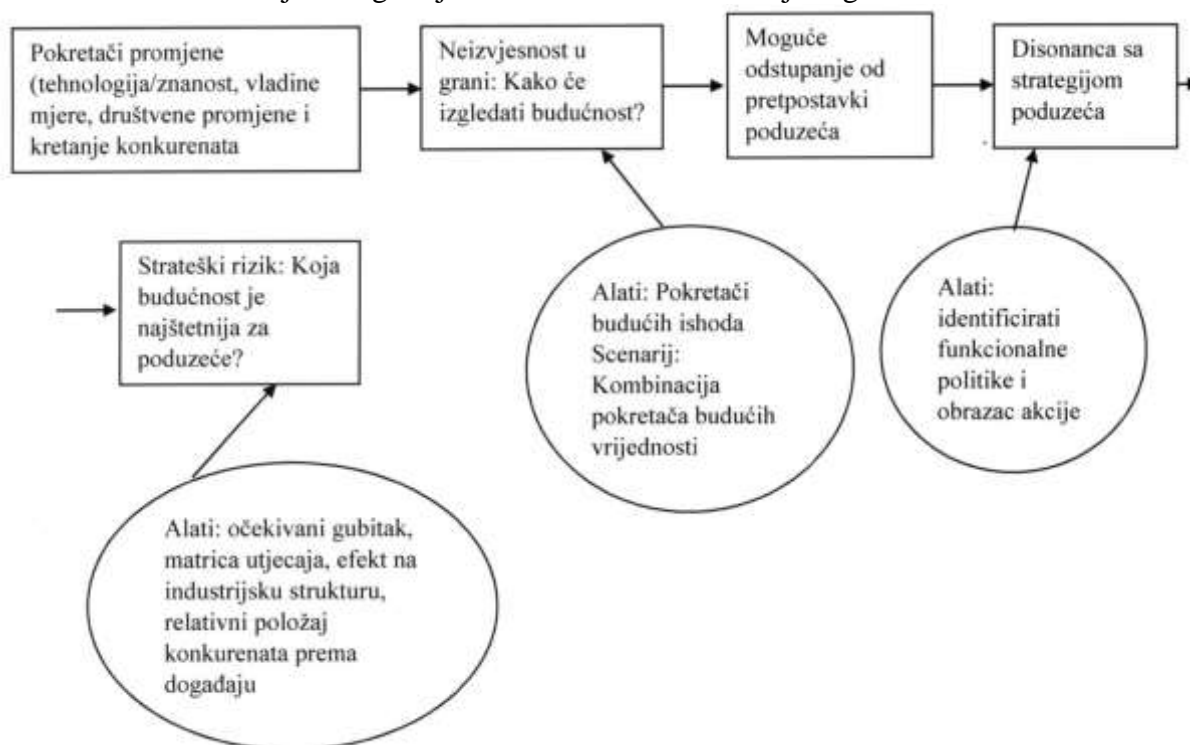 Pokretači promjene
(tehnologija/znanost, vladine
mjere, društvene promjene i
kretanje konkurenata
Neizvjesnost u
grani: Kako će
izgledati budućnost?
Moguće
odstupanje od
pretpostavki
poduzeća
Disonanca sa
strategijom
poduzeća
Strateški rizik: Koja
budućnost je
najštetnija za
poduzeće?
Alati: Pokretači
budućih ishoda
Scenarij:
Kombinacija
pokretača budućih
vrijednosti
Alati:
identificirati
funkcionalne
politike i
obrazac akcije
Alati: očekivani gubitak,
matrica utjecaja, efekt na
industrijsku strukturu,
relativni položaj
konkurenata prema
događaju